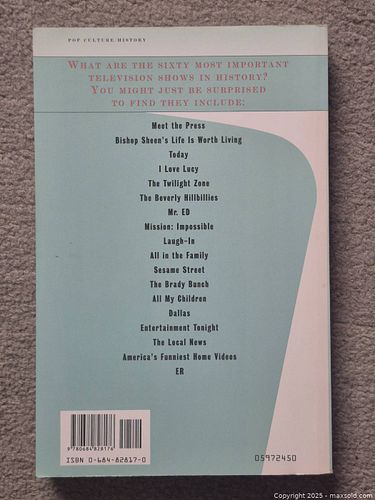 POP CULTURE/HISTORY
WHAT ARE THE SIXTY MOST IMPORTANT
TELEVISION SHOWS IN HISTORY?
YOU MIGHT JUST BE SURPRISED
TO FIND THEY INCLUDE:
Meet the Press
Bishop Sheen's Life Is Worth Living
Today
I Love Lucy
The Twilight Zone
The Beverly Hillbillies
Mr. ED
Mission: Impossible
Laugh-In
All in the Family
Sesame Street
The Brady Bunch
All My Children
Dallas
Entertainment Tonight
The Local News
America's Funniest Home Videos
ER
9 780684 828176
ISBN 0-684-82817-0
05972450
Copyright 2025 - maxsold.com